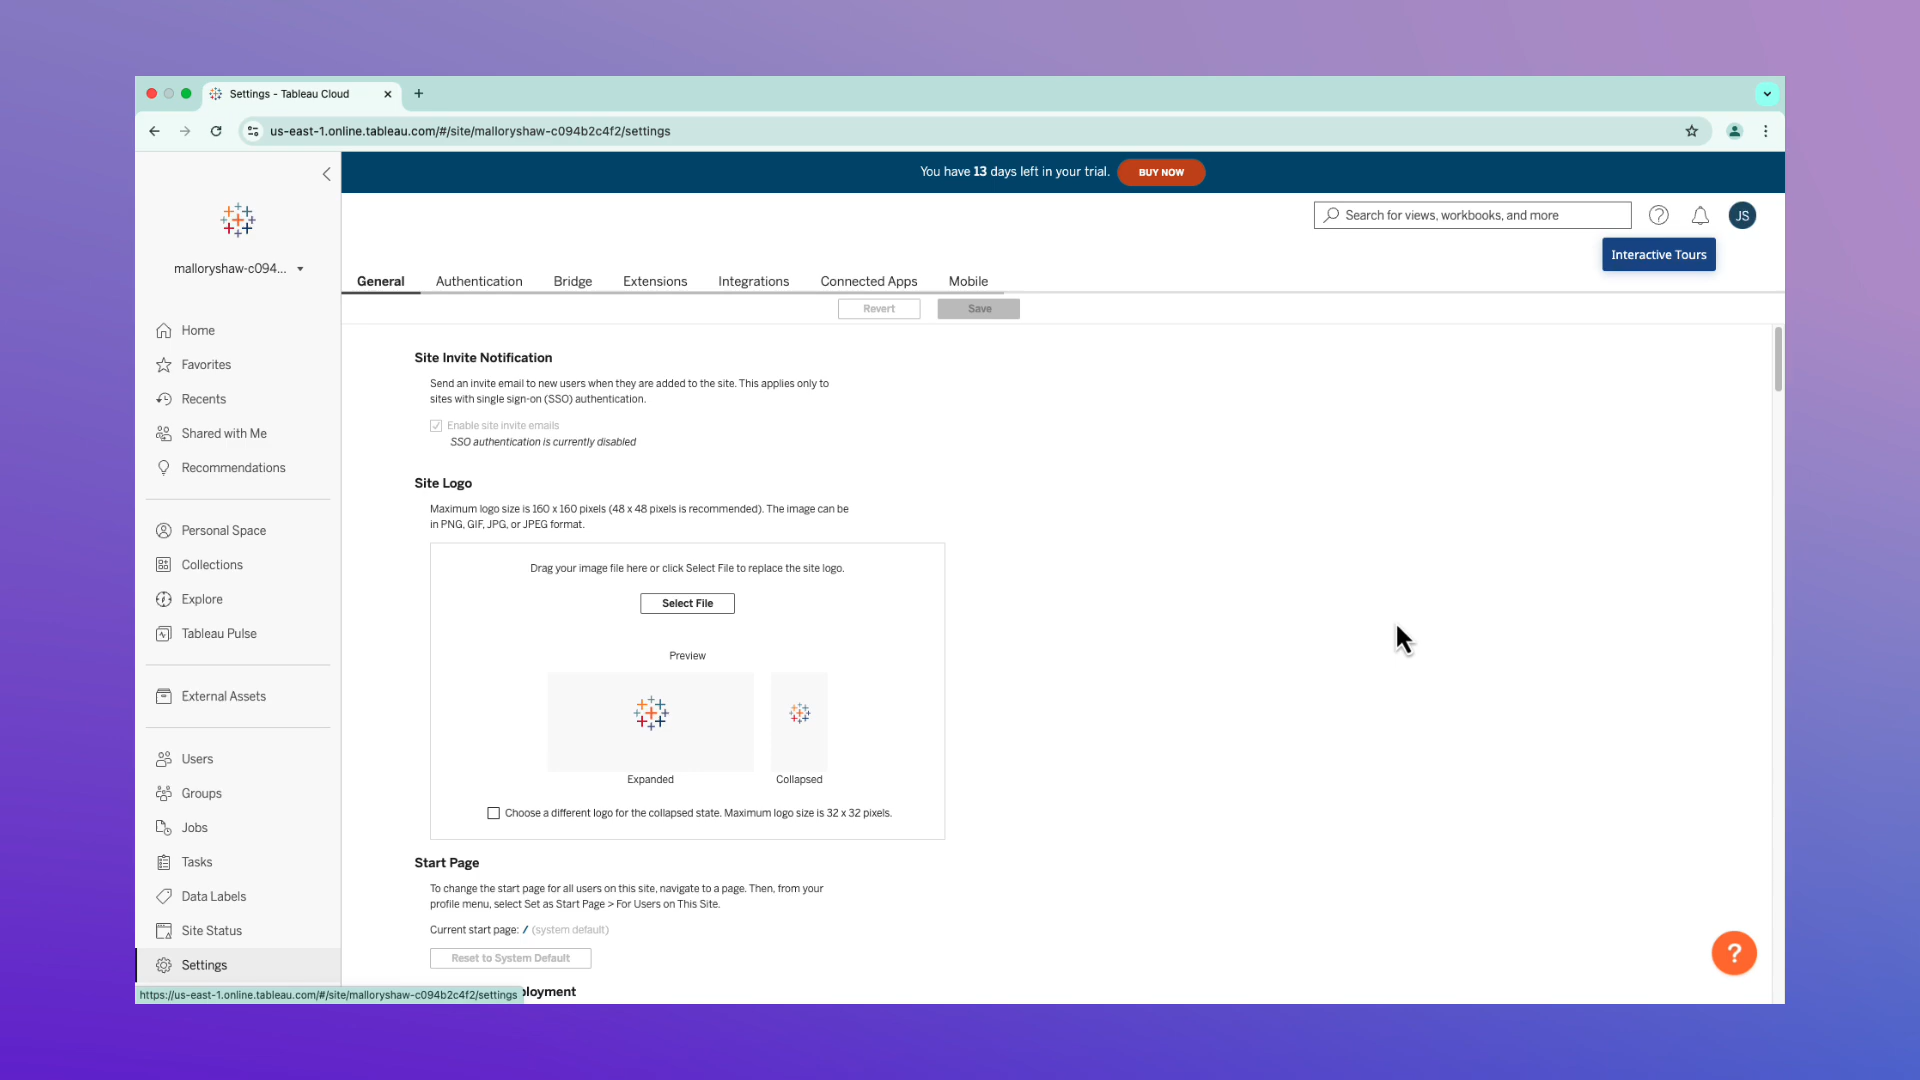 Settings - Tableau Cloud
us-east-1.online.tableau.com/#/site/malloryshaw-c094b2c4f2/settings
You have 13 days left in your trial.
BUY NOW
Search for views, workbooks, and more
JS
Interactive Tours
malloryshaw-c094...
Home
Favorites
Recents
Shared with Me
Recommendations
Personal Space
Collections
Explore
Tableau Pulse
External Assets
Users
Groups
Jobs
Tasks
Data Labels
Site Status
Settings
General
Authentication
Bridge
Extensions
Integrations
Connected Apps
Mobile
Revert
Save
Site Invite Notification
Send an invite email to new users when they are added to the site. This applies only to
sites with single sign-on (SSO) authentication.
Enable site invite emails
SSO authentication is currently disabled
Site Logo
Maximum logo size is 160 x 160 pixels (48 x 48 pixels is recommended). The image can be
in PNG, GIF, JPG, or JPEG format.
Drag your image file here or click Select File to replace the site logo.
Select File
Preview
Expanded
Collapsed
Choose a different logo for the collapsed state. Maximum logo size is 32 x 32 pixels.
Start Page
To change the start page for all users on this site, navigate to a page. Then, from your
profile menu, select Set as Start Page > For Users on This Site.
Current start page: / (system default)
Reset to System Default
ployment
?
https://us-east-1.online.tableau.com/#/site/malloryshaw-c094b2c4f2/settings